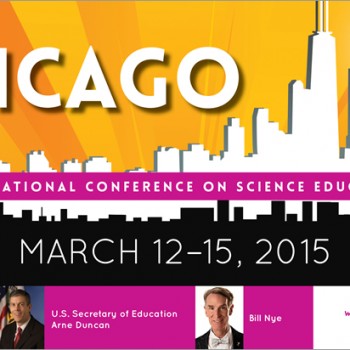 ICAGO
ATIONAL CONFERENCE ON SCIENCE EDUC
MARCH 12–15, 2015
U.S. Secretary of Education
Arne Duncan
Bill Nye
w